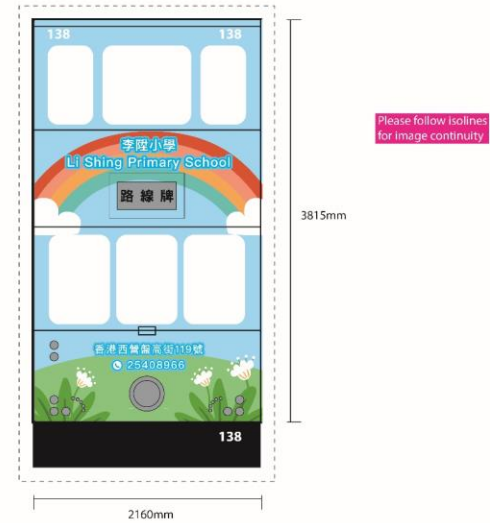 138 138
Please follow isolines
for image continuity
李陞小學
Li Shing Primary School
路線牌
3815mm
香港西營盤高街119號
25408966
138
2160mm